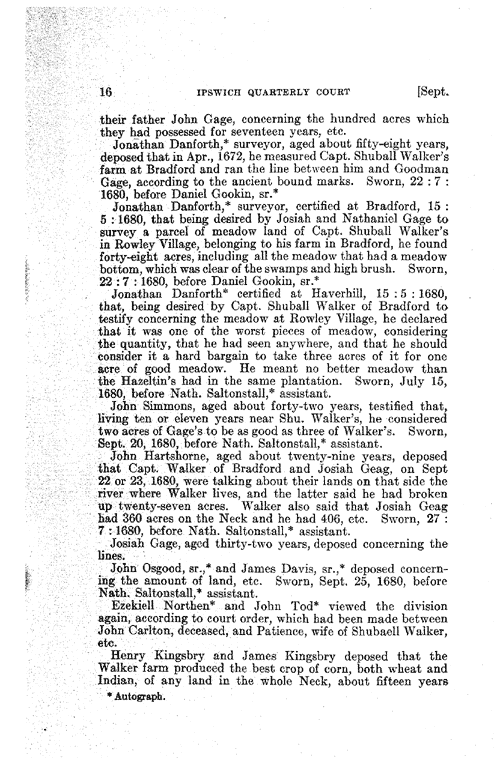 16 IPSWICH QUARTERLY COURT [Sept.
their father John Gage, concerning the hundred acres which
they had possessed for seventeen years, etc.
Jonathan Danforth,* surveyor, aged about fifty-eight years,
deposed that in Apr., 1672, he measured Capt. Shuball Walker's
farm at Bradford and ran the line between him and Goodman
Gage, according to the ancient bound marks. Sworn, 22 : 7 :
1680, before Daniel Gookin, sr.*
Jonathan Danforth,* surveyor, certified at Bradford, 15 :
5 : 1680, that being desired by Josiah and Nathaniel Gage to
survey a parcel of meadow land of Capt. Shuball Walker's
in Rowley Village, belonging to his farm in Bradford, he found
forty-eight acres, including all the meadow that had a meadow
bottom, which was clear of the swamps and high brush. Sworn,
22 : 7 : 1680, before Daniel Gookin, sr.*
Jonathan Danforth* certified at Haverhill, 15 : 5 : 1680,
that, being desired by Capt. Shuball Walker of Bradford to
testify concerning the meadow at Rowley Village, he declared
that it was one of the worst pieces of meadow, considering
the quantity, that he had seen anywhere, and that he should
consider it a hard bargain to take three acres of it for one
acre of good meadow. He meant no better meadow than
the Hazeltin's had in the same plantation. Sworn, July 15,
1680, before Nath. Saltonstall,* assistant.
John Simmons, aged about forty-two years, testified that,
living ten or eleven years near Shu. Walker's, he considered
two acres of Gage's to be as good as three of Walker's. Sworn,
Sept. 20, 1680, before Nath. Saltonstall,* assistant.
John Hartshorne, aged about twenty-nine years, deposed
that Capt. Walker of Bradford and Josiah Geag, on Sept
22 or 23, 1680, were talking about their lands on that side the
river where Walker lives, and the latter said he had broken
up twenty-seven acres. Walker also said that Josiah Geag
had 360 acres on the Neck and he had 406, etc. Sworn, 27 :
7 : 1680, before Nath. Saltonstall,* assistant.
Josiah Gage, aged thirty-two years, deposed concerning the
lines.
John Osgood, sr.,* and James Davis, sr.,* deposed concern-
ing the amount of land, etc. Sworn, Sept. 25, 1680, before
Nath. Saltonstall,* assistant.
Ezekiell Northen* and John Tod* viewed the division
again, according to court order, which had been made between
John Carlton, deceased, and Patience, wife of Shubaell Walker,
etc.
Henry Kingsbry and James Kingsbry deposed that the
Walker farm produced the best crop of corn, both wheat and
Indian, of any land in the whole Neck, about fifteen years
* Autograph.